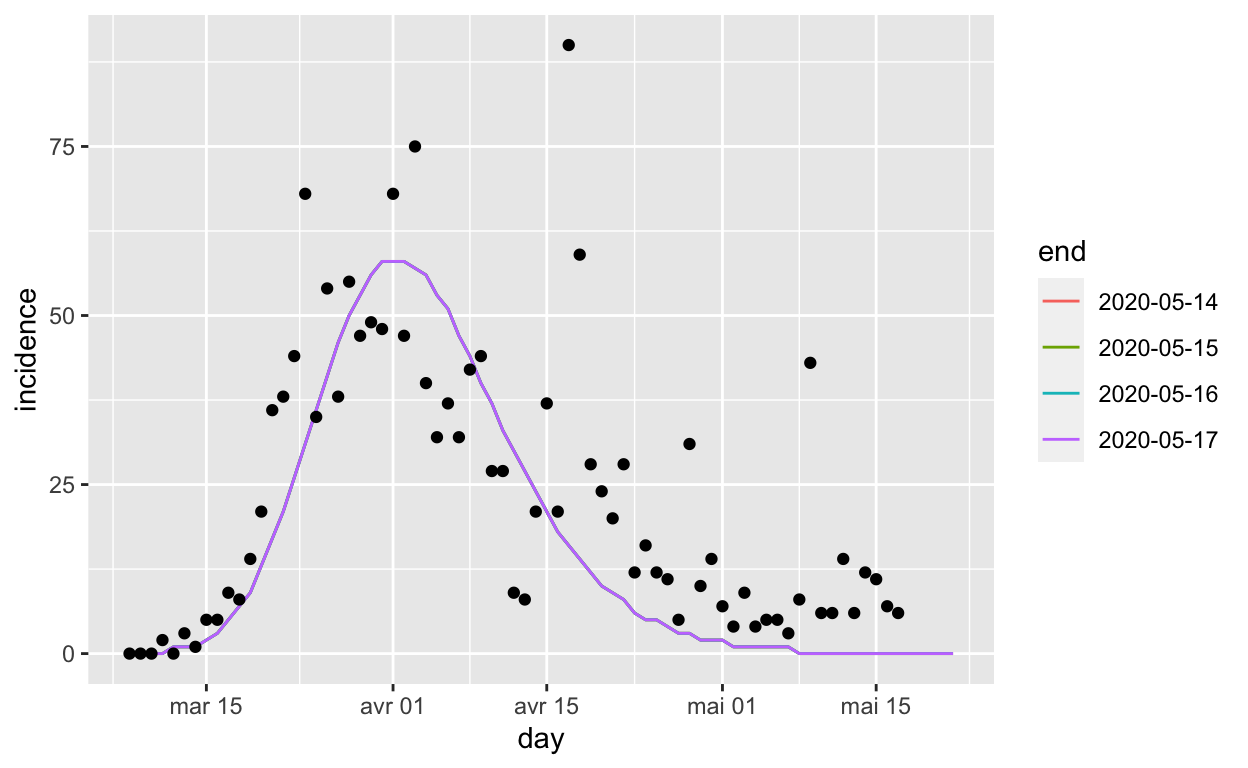 incidence
75
50
25
0
mar 15
avr 01
avr 15
mai 01
mai 15
day
end
2020-05-14
2020-05-15
2020-05-16
2020-05-17